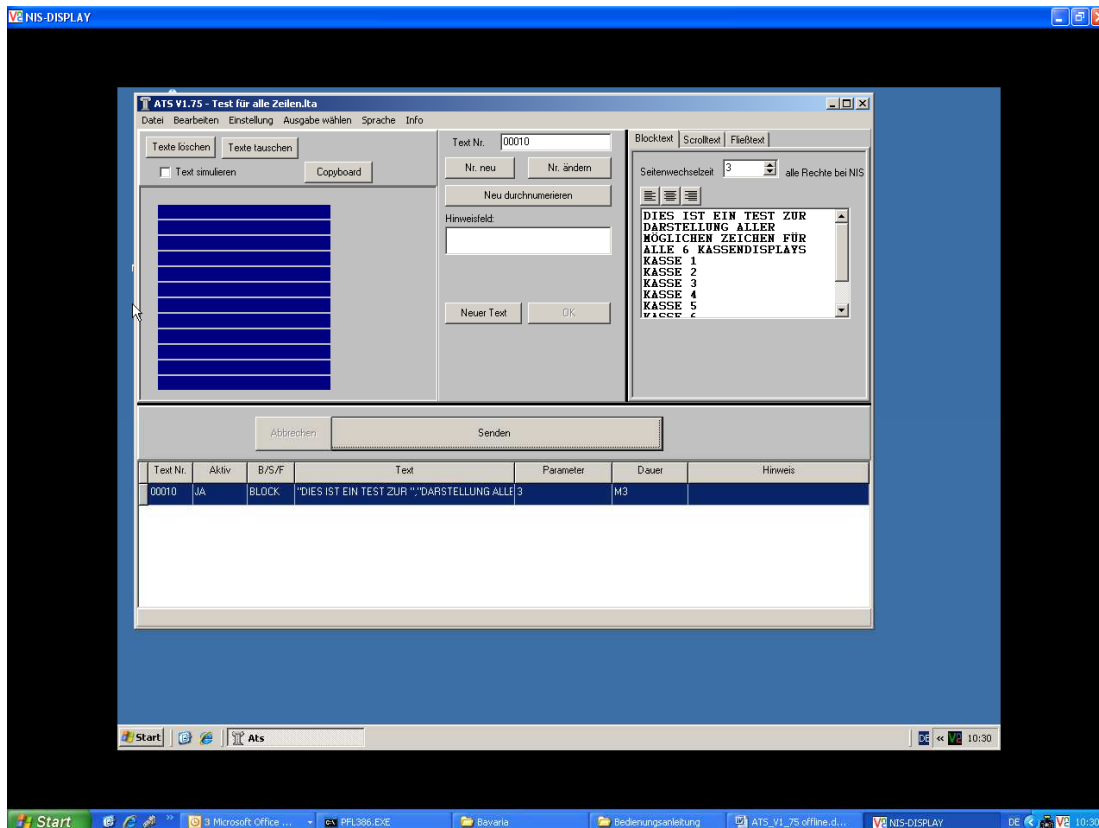 NIS-DISPLAY
ATS V1.75 - Test für alle Zeilen.lta
Datei Bearbeiten Einstellung Ausgabe wählen Sprache Info
Texte löschen Texte tauschen
Text simulieren Copyboard
Text Nr. 00010
Nr. neu Nr. ändern
Neu durchnumerieren
Hinweisfeld:
Neuer Text OK
Blocktext Scrolltext Fließtext
Seitenwechselzeit 3 alle Rechte bei NIS
DIES IST EIN TEST ZUR
DARSTELLUNG ALLER
MÖGLICHEN ZEICHEN FÜR
ALLE 6 KASSENDISPLAYS
KASSE 1
KASSE 2
KASSE 3
KASSE 4
KASSE 5
KASSE 6
Abbrechen Senden
Text Nr. Aktiv B/S/F Text Parameter Dauer Hinweis
00010 JA BLOCK "DIES IST EIN TEST ZUR ","DARSTELLUNG ALLE 3 M3
Start Ats DE « 10:30
Start » 3 Microsoft Office ... PFL386.EXE Bavaria Bedienungsanleitung ATS_V1_75 offline.d... NIS-DISPLAY DE 10:30